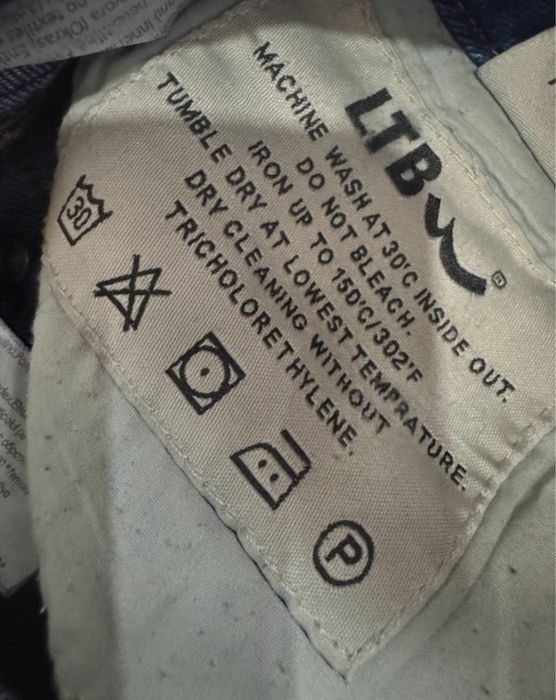 LTB
®
MACHINE WASH AT 30°C INSIDE OUT.
DO NOT BLEACH.
IRON UP TO 150°C/302°F
TUMBLE DRY AT LOWEST TEMPRATURE.
DRY CLEANING WITHOUT
TRICHOLORETHYLENE.
30
P